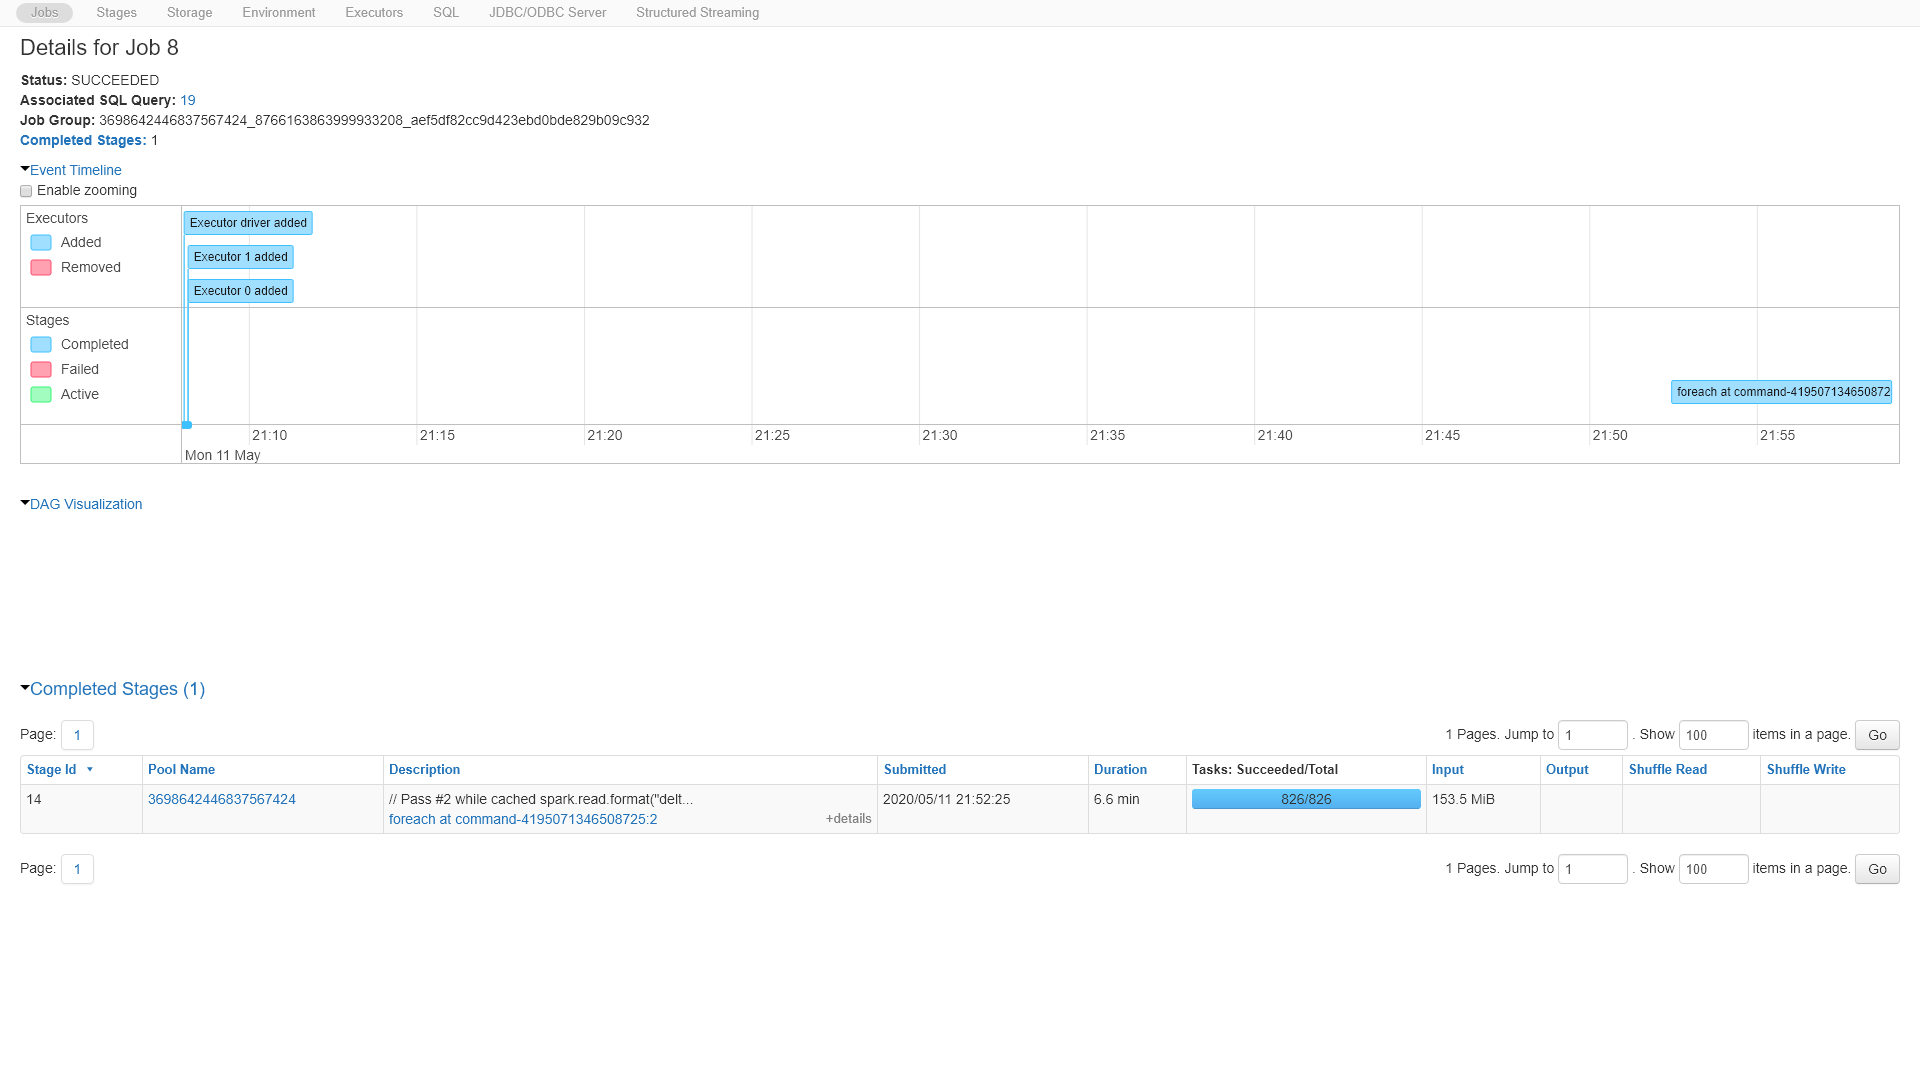 Jobs Stages Storage Environment Executors SQL JDBC/ODBC Server Structured Streaming
Details for Job 8
Status: SUCCEEDED
Associated SQL Query: 19
Job Group: 3698642446837567424_8766163863999933208_aef5df82cc9d423ebd0bde829b09c932
Completed Stages: 1
Event Timeline
Enable zooming
Executors
Added
Removed
Executor driver added
Executor 1 added
Executor 0 added
Stages
Completed
Failed
Active
foreach at command-419507134650872
21:10 21:15 21:20 21:25 21:30 21:35 21:40 21:45 21:50 21:55
Mon 11 May
DAG Visualization
Completed Stages (1)
Page: 1 1 Pages. Jump to 1 . Show 100 items in a page. Go
Stage Id Pool Name Description Submitted Duration Tasks: Succeeded/Total Input Output Shuffle Read Shuffle Write
14 3698642446837567424 // Pass #2 while cached spark.read.format("delt... 2020/05/11 21:52:25 6.6 min 826/826 153.5 MiB
foreach at command-4195071346508725:2 +details
Page: 1 1 Pages. Jump to 1 . Show 100 items in a page. Go